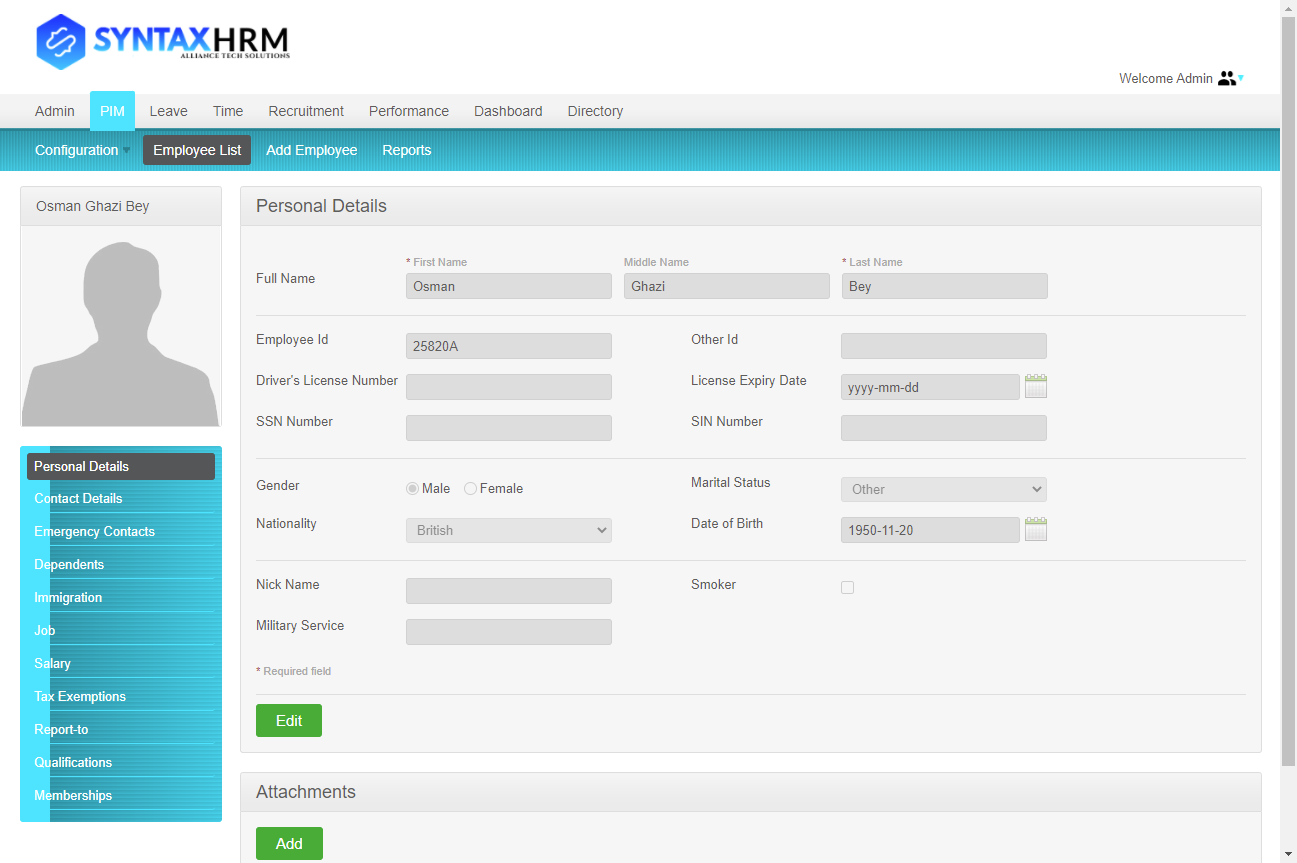 SYNTAXHRM
ALLIANCE TECH SOLUTIONS
Welcome Admin
Admin PIM Leave Time Recruitment Performance Dashboard Directory
Configuration Employee List Add Employee Reports
Osman Ghazi Bey
Personal Details
Contact Details
Emergency Contacts
Dependents
Immigration
Job
Salary
Tax Exemptions
Report-to
Qualifications
Memberships
Personal Details
* First Name Middle Name * Last Name
Full Name Osman Ghazi Bey
Employee Id 25820A Other Id
Driver's License Number License Expiry Date yyyy-mm-dd
SSN Number SIN Number
Gender Male Female Marital Status Other
Nationality British Date of Birth 1950-11-20
Nick Name Smoker
Military Service
* Required field
Edit
Attachments
Add